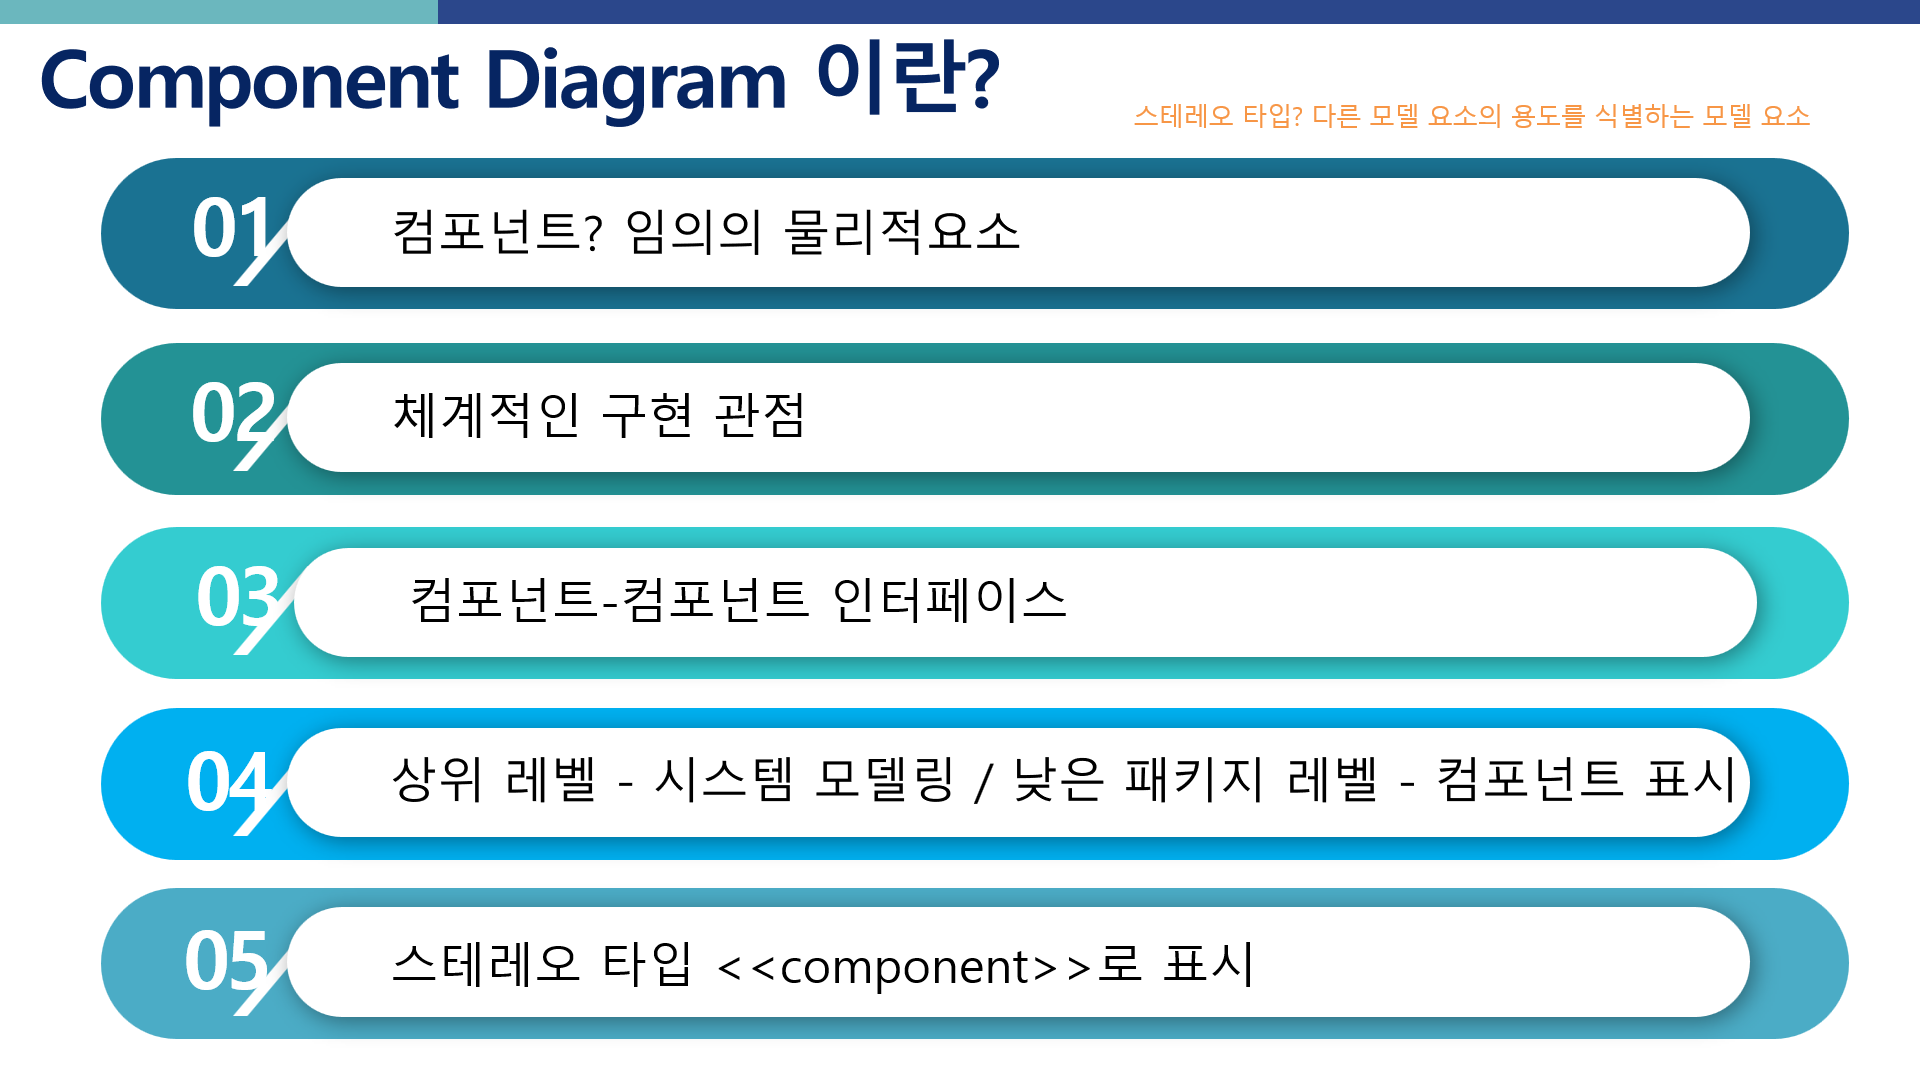 Component Diagram 이란?
스테레오 타입? 다른 모델 요소의 용도를 식별하는 모델 요소
01 컴포넌트? 임의의 물리적요소
02 체계적인 구현 관점
03 컴포넌트-컴포넌트 인터페이스
04 상위 레벨 - 시스템 모델링 / 낮은 패키지 레벨 - 컴포넌트 표시
05 스테레오 타입 <<component>>로 표시